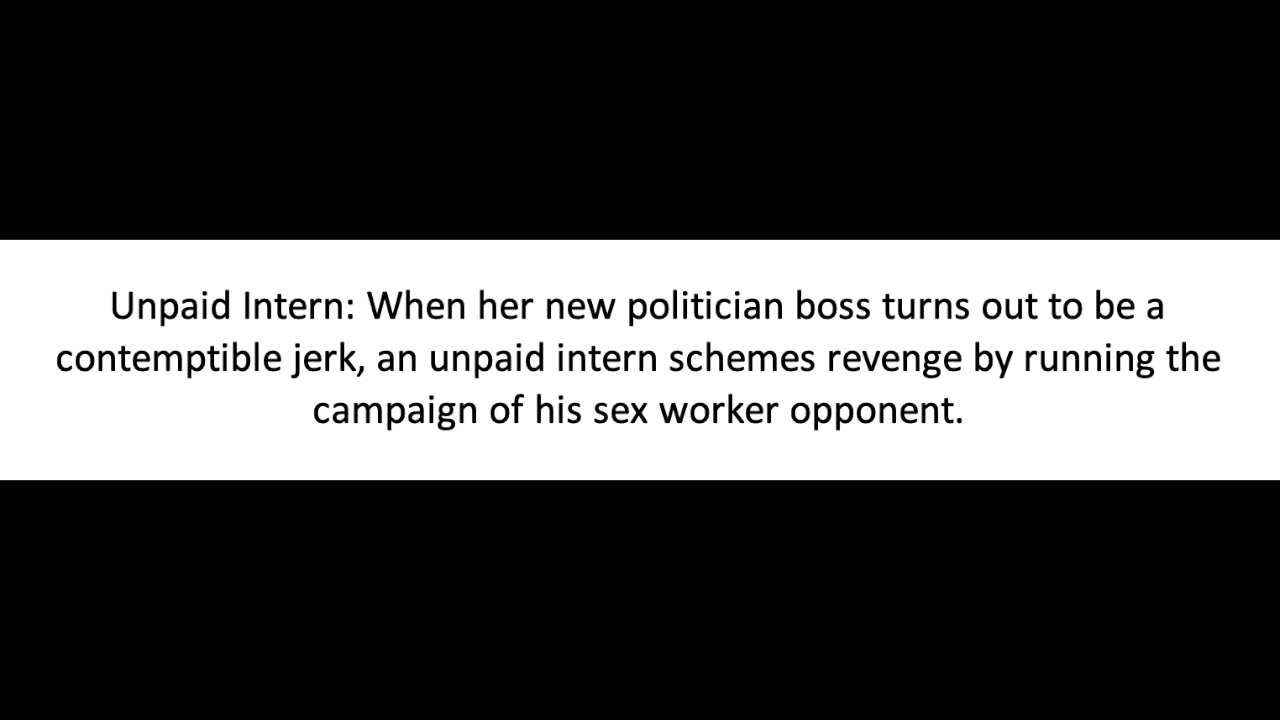 Unpaid Intern: When her new politician boss turns out to be a
contemptible jerk, an unpaid intern schemes revenge by running the
campaign of his sex worker opponent.